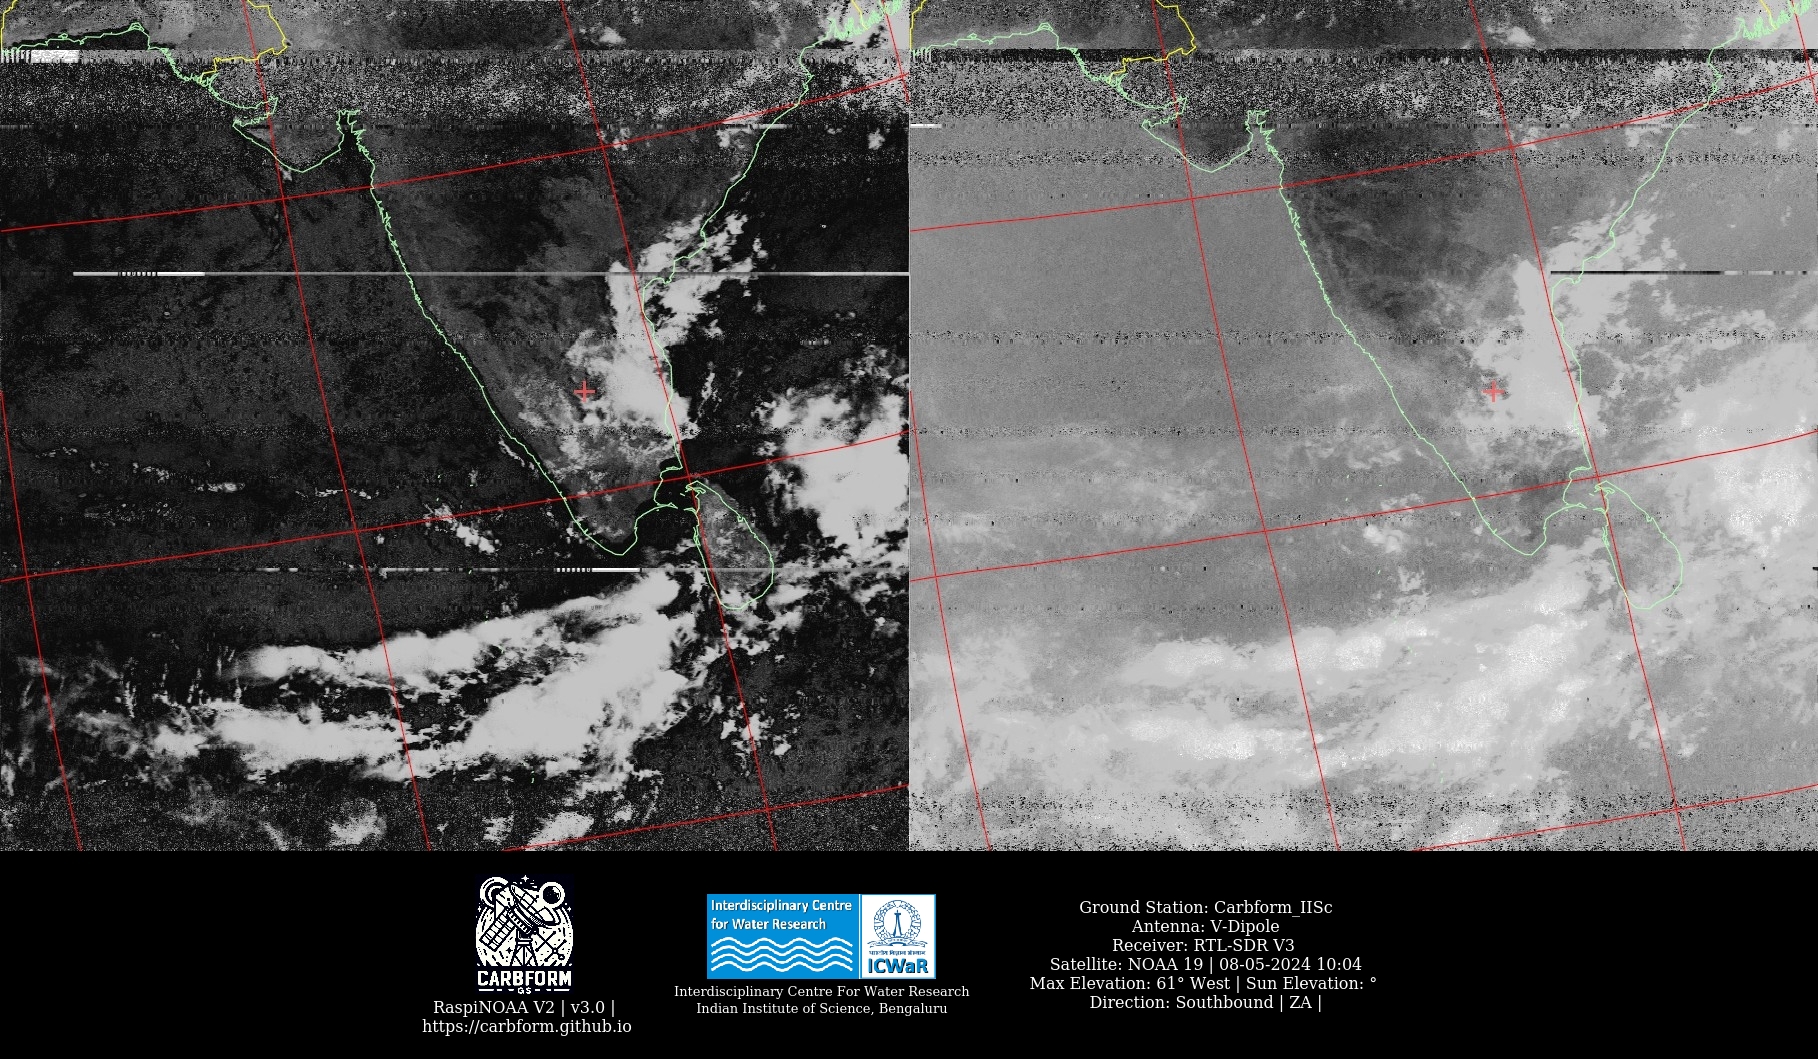 CARBFORM
GS
RaspiNOAA V2 | v3.0 |
https://carbform.github.io
Interdisciplinary Centre
for Water Research
ICWaR
Interdisciplinary Centre For Water Research
Indian Institute of Science, Bengaluru
Ground Station: Carbform_IISc
Antenna: V-Dipole
Receiver: RTL-SDR V3
Satellite: NOAA 19 | 08-05-2024 10:04
Max Elevation: 61° West | Sun Elevation: °
Direction: Southbound | ZA |